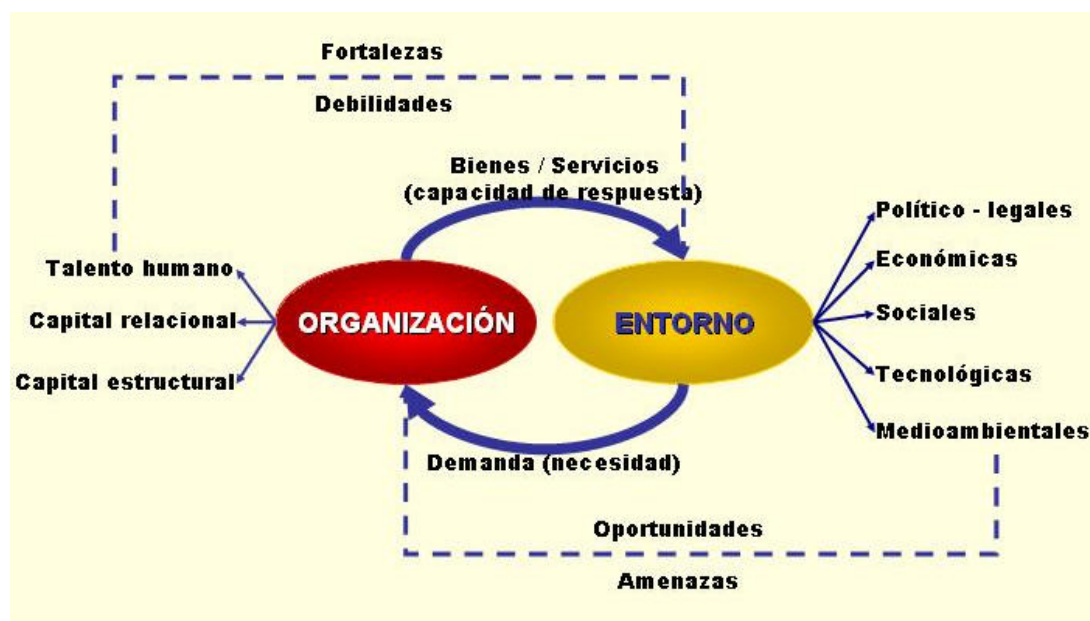 Fortalezas
Debilidades
Bienes / Servicios
(capacidad de respuesta)
Talento humano
Capital relacional
Capital estructural
ORGANIZACIÓN
ENTORNO
Político - legales
Económicas
Sociales
Tecnológicas
Medioambientales
Demanda (necesidad)
Oportunidades
Amenazas